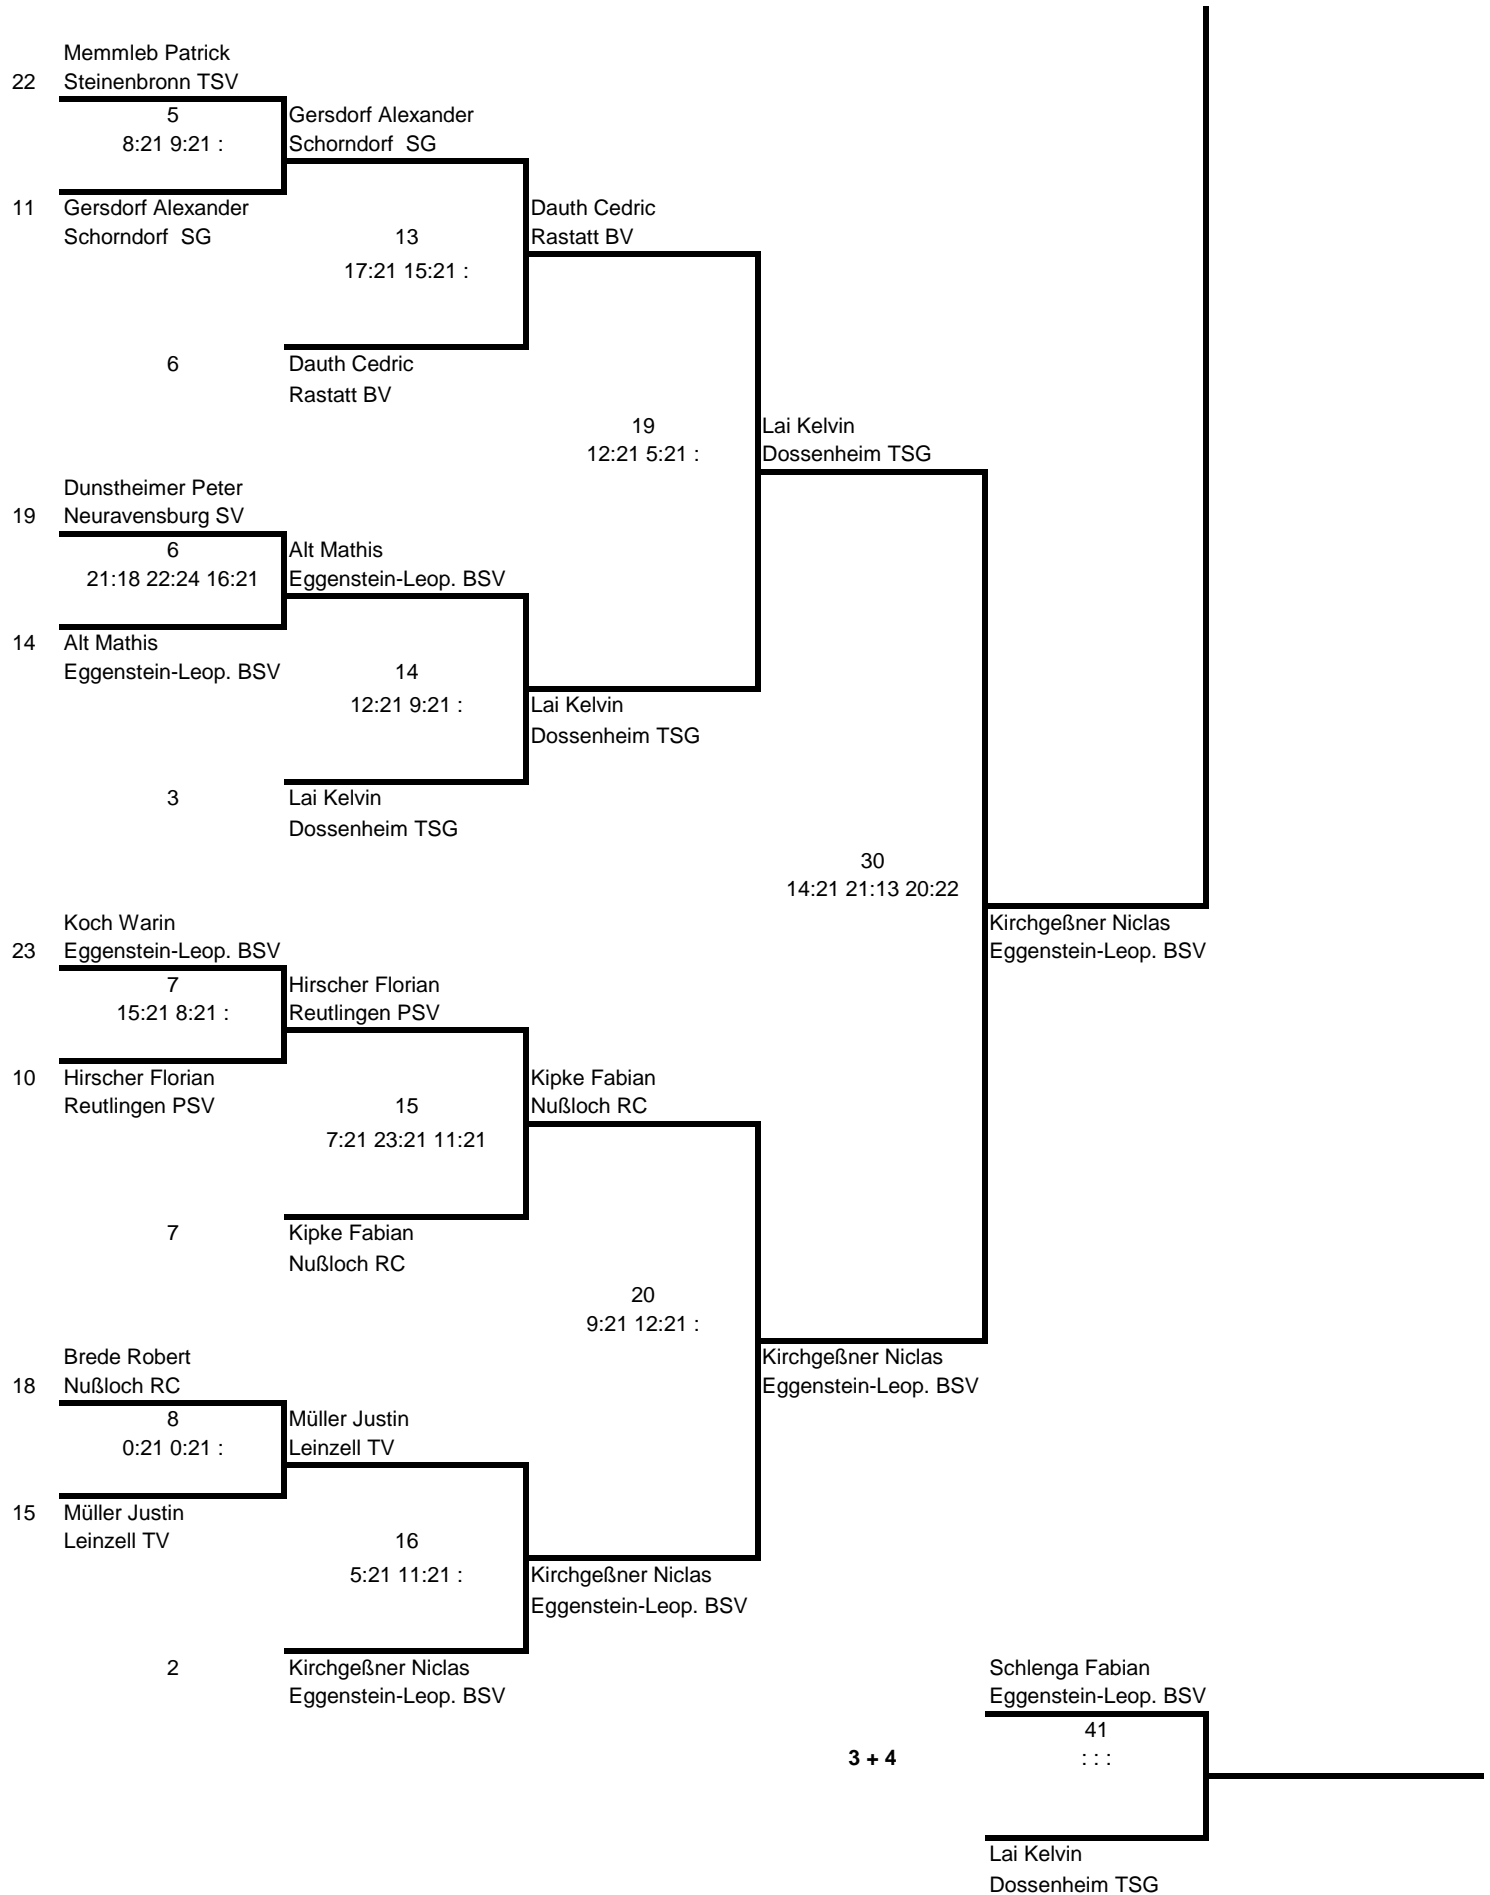 Memmleb Patrick
22 Steinenbronn TSV
5 Gersdorf Alexander
8:21 9:21 : Schorndorf  SG
11 Gersdorf Alexander Dauth Cedric
Schorndorf  SG 13 Rastatt BV
17:21 15:21 :
6 Dauth Cedric
Rastatt BV
19 Lai Kelvin
12:21 5:21 : Dossenheim TSG
Dunstheimer Peter
19 Neuravensburg SV
6 Alt Mathis
21:18 22:24 16:21 Eggenstein-Leop. BSV
14 Alt Mathis
Eggenstein-Leop. BSV 14
12:21 9:21 : Lai Kelvin
Dossenheim TSG
3 Lai Kelvin
Dossenheim TSG
30
14:21 21:13 20:22
Koch Warin Kirchgeßner Niclas
23 Eggenstein-Leop. BSV Eggenstein-Leop. BSV
7 Hirscher Florian
15:21 8:21 : Reutlingen PSV
10 Hirscher Florian Kipke Fabian
Reutlingen PSV 15 Nußloch RC
7:21 23:21 11:21
7 Kipke Fabian
Nußloch RC
20
9:21 12:21 :
Brede Robert Kirchgeßner Niclas
18 Nußloch RC Eggenstein-Leop. BSV
8 Müller Justin
0:21 0:21 : Leinzell TV
15 Müller Justin
Leinzell TV 16
5:21 11:21 : Kirchgeßner Niclas
Eggenstein-Leop. BSV
2 Kirchgeßner Niclas Schlenga Fabian
Eggenstein-Leop. BSV Eggenstein-Leop. BSV
41
3 + 4 : : :
Lai Kelvin
Dossenheim TSG